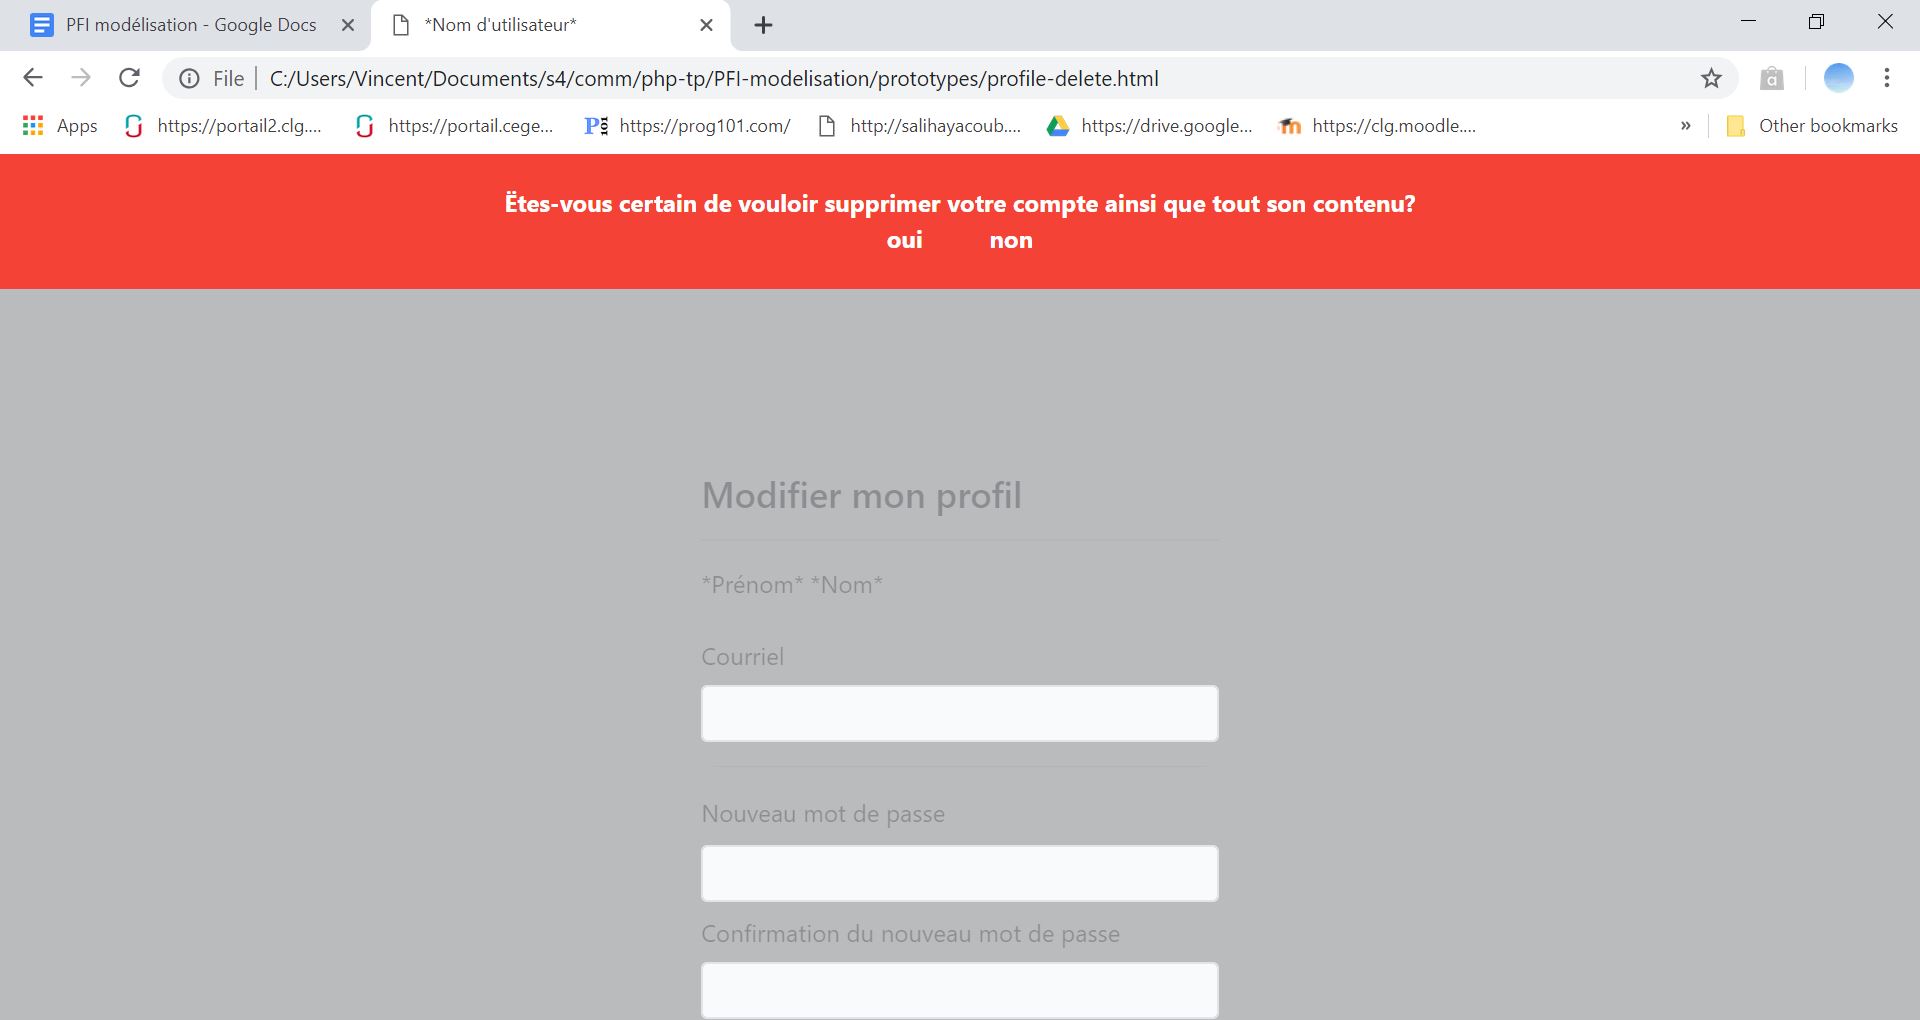 PFI modélisation - Google Docs
*Nom d'utilisateur*
File
C:/Users/Vincent/Documents/s4/comm/php-tp/PFI-modelisation/prototypes/profile-delete.html
Apps
https://portail2.clg....
https://portail.cege...
P101
https://prog101.com/
http://salihayacoub....
https://drive.google...
https://clg.moodle....
»
Other bookmarks
Ëtes-vous certain de vouloir supprimer votre compte ainsi que tout son contenu?
oui non
Modifier mon profil
*Prénom* *Nom*
Courriel
Nouveau mot de passe
Confirmation du nouveau mot de passe